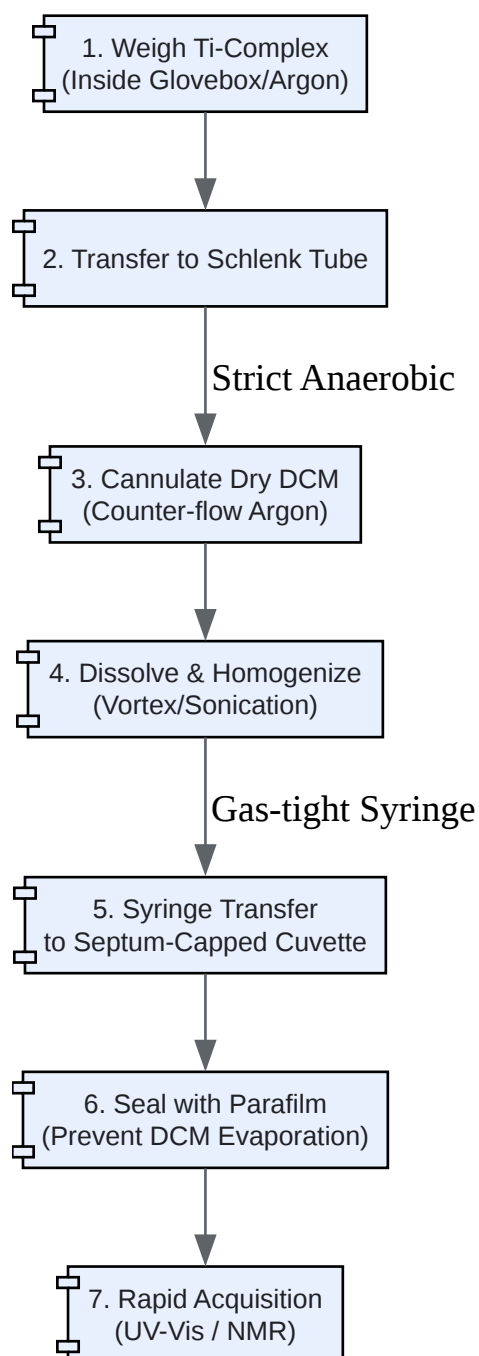 1. Weigh Ti-Complex
(Inside Glovebox/Argon)
2. Transfer to Schlenk Tube
Strict Anaerobic
3. Cannulate Dry DCM
(Counter-flow Argon)
4. Dissolve & Homogenize
(Vortex/Sonication)
Gas-tight Syringe
5. Syringe Transfer
to Septum-Capped Cuvette
6. Seal with Parafilm
(Prevent DCM Evaporation)
7. Rapid Acquisition
(UV-Vis / NMR)